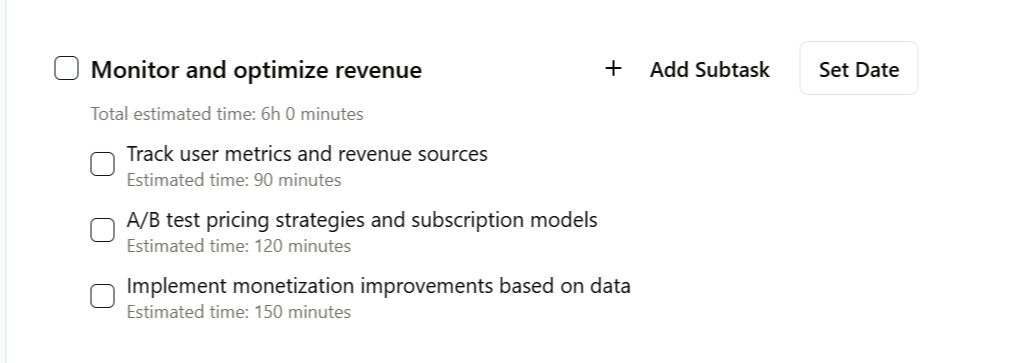 Monitor and optimize revenue
+ Add Subtask
Set Date
Total estimated time: 6h 0 minutes
Track user metrics and revenue sources
Estimated time: 90 minutes
A/B test pricing strategies and subscription models
Estimated time: 120 minutes
Implement monetization improvements based on data
Estimated time: 150 minutes